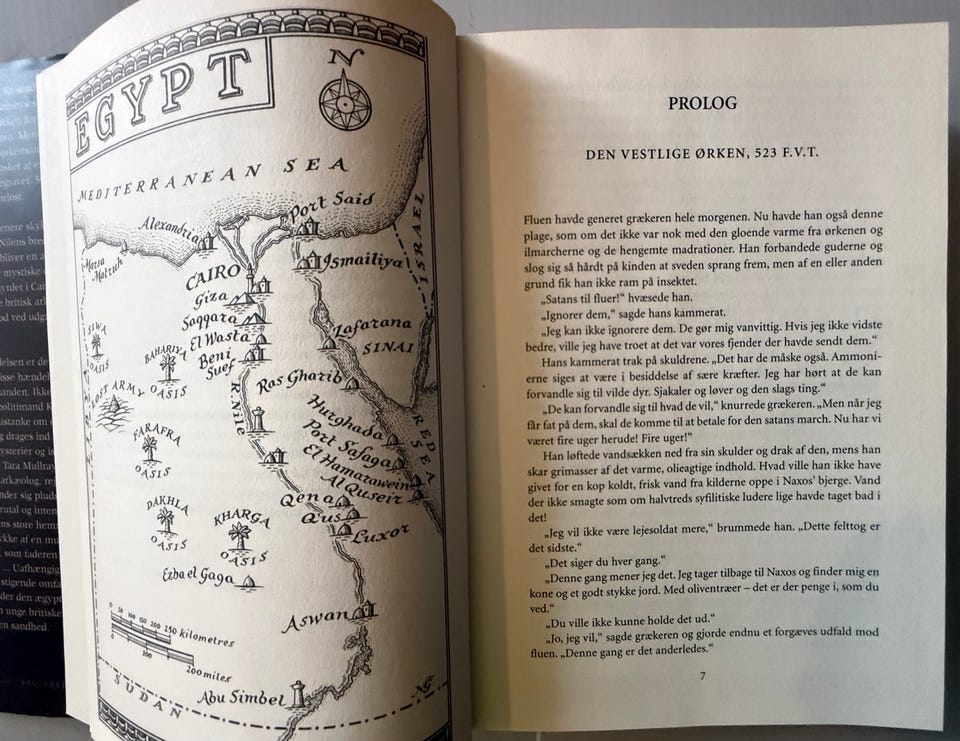 EGYPT
N
MEDITERRANEAN SEA
Port Said
Alexandria
ISRAEL
Marsa
Matruh
Ismailiya
CAIRO
Giza
Saqqara
El Wasta
Beni
Suef
Zafarana
SINAI
SIWA
OASIS
BAHARIYA
OASIS
LOST ARMY
Ras Gharib
R. Nile
FARAFRA
OASIS
Hurghada
Port Safaga
El Hamarawein
Al Quseir
RED SEA
DAKHLA
OASIS
KHARGA
OASIS
Qena
Qus
Luxor
Ezba el Gaga
Aswan
0 50 100 150 200 250 kilometres
100 200 miles
Abu Simbel
SUDAN
NG
PROLOG
DEN VESTLIGE ØRKEN, 523 F.V.T.
Fluen havde generet grækeren hele morgenen. Nu havde han også denne
plage, som om det ikke var nok med den gloende varme fra ørkenen og
ilmarcherne og de hengemte madrationer. Han forbandede guderne og
slog sig så hårdt på kinden at sveden sprang frem, men af en eller anden
grund fik han ikke ram på insektet.
„Satans til fluer!“ hvæsede han.
„Ignorer dem,“ sagde hans kammerat.
„Jeg kan ikke ignorere dem. De gør mig vanvittig. Hvis jeg ikke vidste
bedre, ville jeg have troet at det var vores fjender der havde sendt dem.“
Hans kammerat trak på skuldrene. „Det har de måske også. Ammoni-
erne siges at være i besiddelse af sære kræfter. Jeg har hørt at de kan
forvandle sig til vilde dyr. Sjakaler og løver og den slags ting.“
„De kan forvandle sig til hvad de vil,“ knurrede grækeren. „Men når jeg
får fat på dem, skal de komme til at betale for den satans march. Nu har vi
været fire uger herude! Fire uger!“
Han løftede vandsækken ned fra sin skulder og drak af den, mens han
skar grimasser af det varme, olieagtige indhold. Hvad ville han ikke have
givet for en kop koldt, frisk vand fra kilderne oppe i Naxos’ bjerge. Vand
der ikke smagte som om halvtreds syfilitiske ludere lige havde taget bad i
det!
„Jeg vil ikke være lejesoldat mere,“ brummede han. „Dette felttog er
det sidste.“
„Det siger du hver gang.“
„Denne gang mener jeg det. Jeg tager tilbage til Naxos og finder mig en
kone og et godt stykke jord. Med oliventræer – det er der penge i, som du
ved.“
„Du ville ikke kunne holde det ud.“
„Jo, jeg vil,“ sagde grækeren og gjorde endnu et forgæves udfald mod
fluen. „Denne gang er det anderledes.“
7